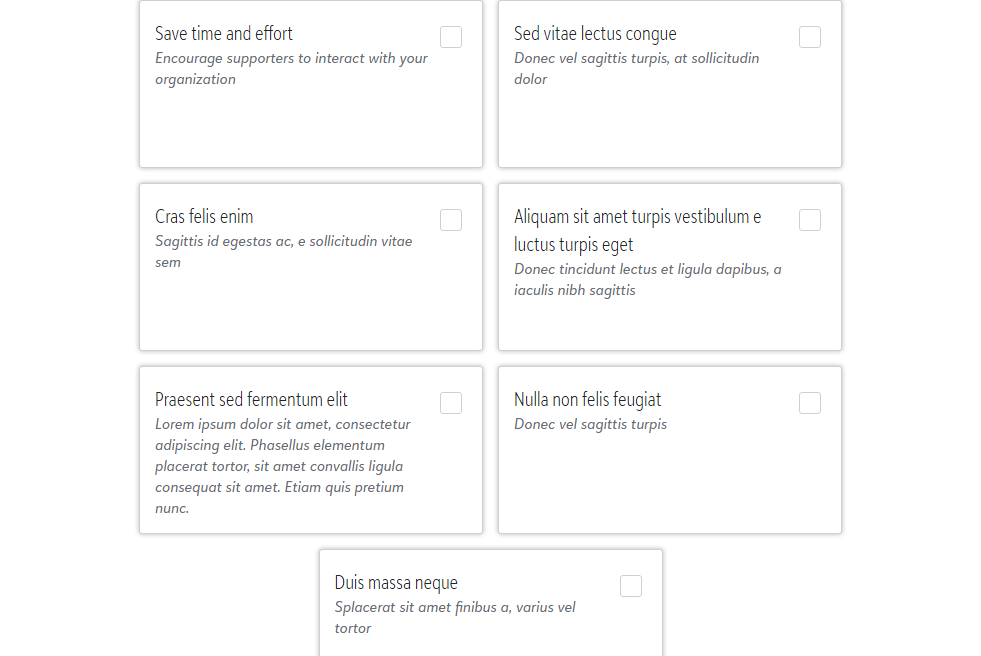 Save time and effort
Encourage supporters to interact with your
organization
Sed vitae lectus congue
Donec vel sagittis turpis, at sollicitudin
dolor
Cras felis enim
Sagittis id egestas ac, e sollicitudin vitae
sem
Aliquam sit amet turpis vestibulum e
luctus turpis eget
Donec tincidunt lectus et ligula dapibus, a
iaculis nibh sagittis
Praesent sed fermentum elit
Lorem ipsum dolor sit amet, consectetur
adipiscing elit. Phasellus elementum
placerat tortor, sit amet convallis ligula
consequat sit amet. Etiam quis pretium
nunc.
Nulla non felis feugiat
Donec vel sagittis turpis
Duis massa neque
Splacerat sit amet finibus a, varius vel
tortor